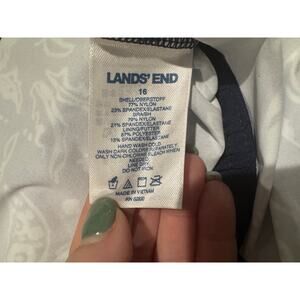 LANDS' END
16
SHELL/OBERSTOFF
77% NYLON
23% SPANDEX/ELASTANE
BRA/BH
79% NYLON
21% SPANDEX/ELASTANE
LINING/FUTTER
87% POLYESTER
13% SPANDEX/ELASTANE
HAND WASH COLD
WASH DARK COLORS SEPARATELY
ONLY NON-CHLORINE BLEACH WHEN
NEEDED
LINE DRY
DO NOT IRON
MADE IN VIETNAM